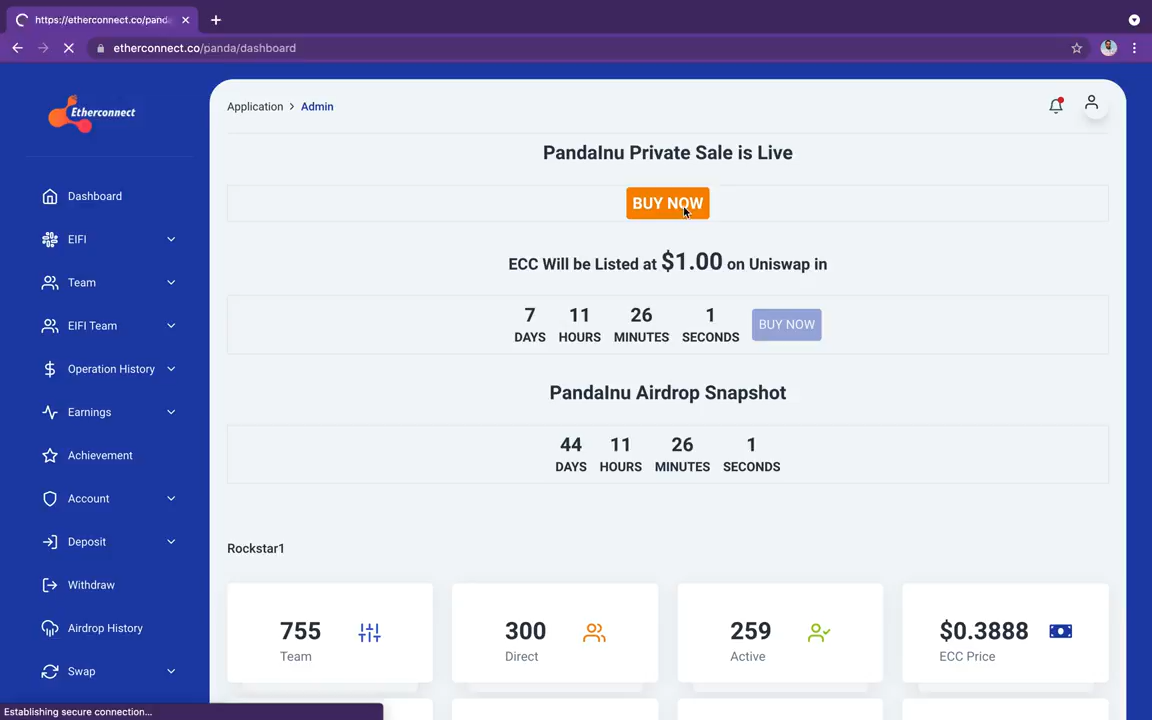 https://etherconnect.co/panda
etherconnect.co/panda/dashboard
Etherconnect
Application > Admin
Dashboard
EIFI
Team
EIFI Team
Operation History
Earnings
Achievement
Account
Deposit
Withdraw
Airdrop History
Swap
PandaInu Private Sale is Live
BUY NOW
ECC Will be Listed at $1.00 on Uniswap in
7 11 26 1
DAYS HOURS MINUTES SECONDS
BUY NOW
PandaInu Airdrop Snapshot
44 11 26 1
DAYS HOURS MINUTES SECONDS
Rockstar1
755
Team
300
Direct
259
Active
$0.3888
ECC Price
Establishing secure connection...